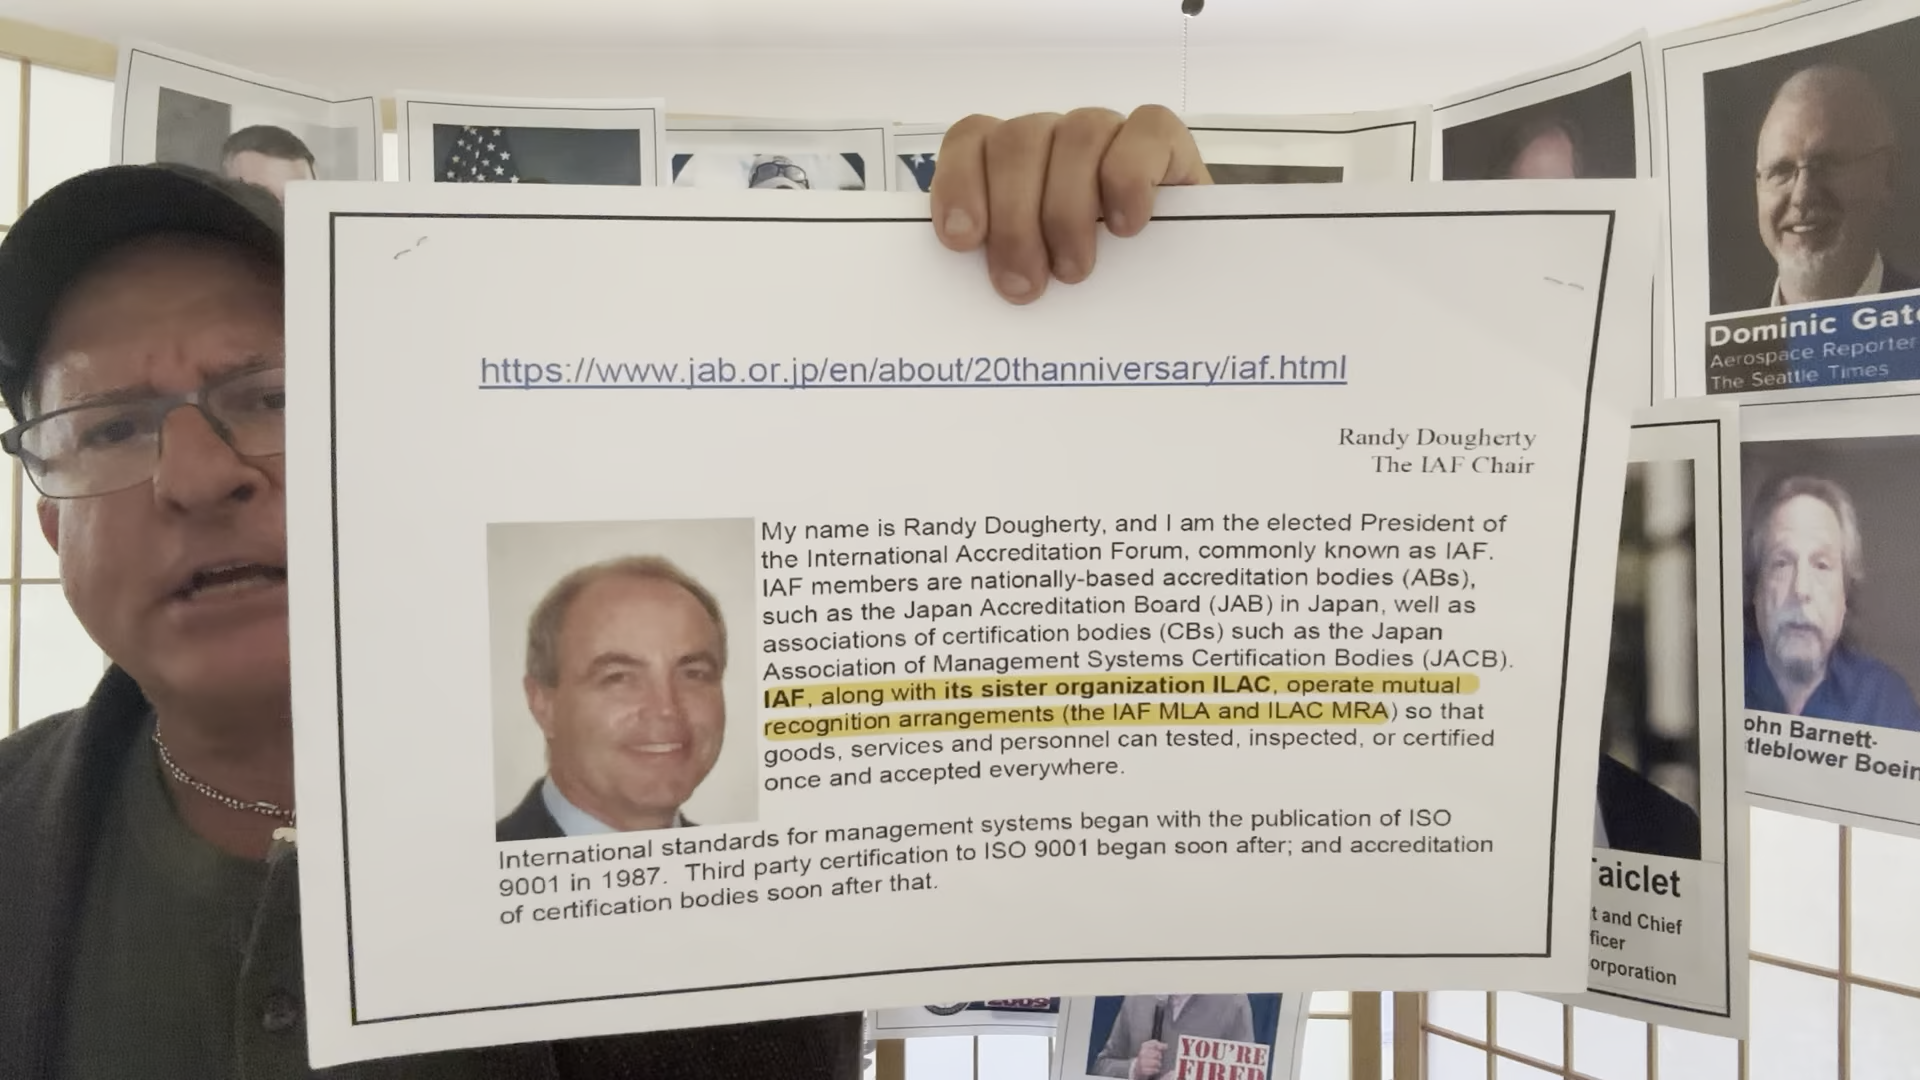 https://www.jab.or.jp/en/about/20thanniversary/iaf.html
Randy Dougherty
The IAF Chair
My name is Randy Dougherty, and I am the elected President of
the International Accreditation Forum, commonly known as IAF.
IAF members are nationally-based accreditation bodies (ABs),
such as the Japan Accreditation Board (JAB) in Japan, well as
associations of certification bodies (CBs) such as the Japan
Association of Management Systems Certification Bodies (JACB).
IAF, along with its sister organization ILAC, operate mutual
recognition arrangements (the IAF MLA and ILAC MRA) so that
goods, services and personnel can tested, inspected, or certified
once and accepted everywhere.
International standards for management systems began with the publication of ISO
9001 in 1987. Third party certification to ISO 9001 began soon after; and accreditation
of certification bodies soon after that.
Dominic Gat
Aerospace Reporter
The Seattle Times
ohn Barnett-
tleblower Boein
aiclet
t and Chief
ficer
orporation
YOU'RE
FIRED